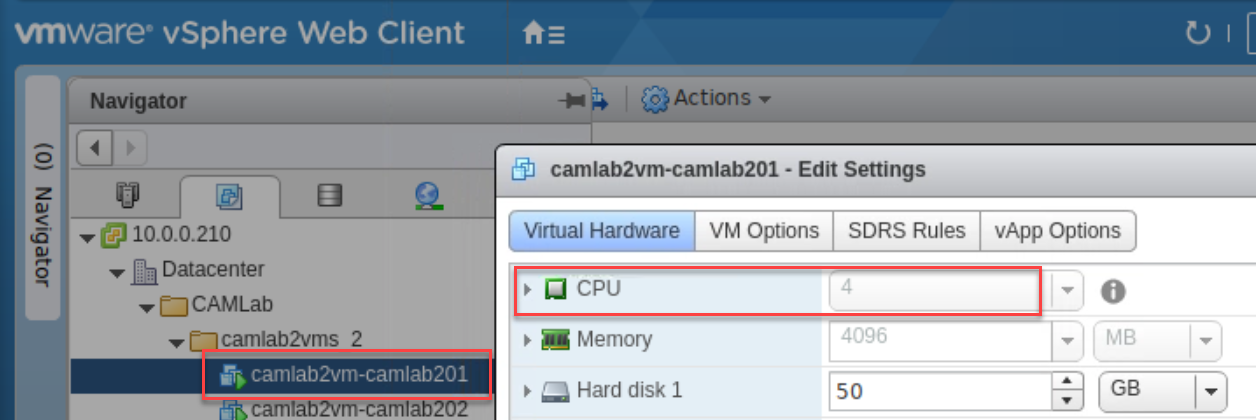 vmware® vSphere Web Client
Navigator
Actions
(0) Navigator
10.0.0.210
Datacenter
CAMLab
camlab2vms_2
camlab2vm-camlab201
camlab2vm-camlab202
camlab2vm-camlab201 - Edit Settings
Virtual Hardware VM Options SDRS Rules vApp Options
CPU 4
Memory 4096 MB
Hard disk 1 50 GB